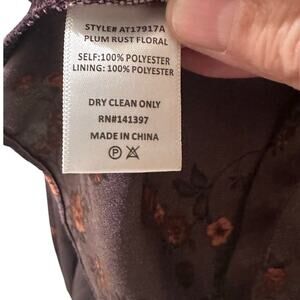 STYLE# AT17917A
PLUM RUST FLORAL
SELF:100% POLYESTER
LINING: 100% POLYESTER
DRY CLEAN ONLY
RN#141397
MADE IN CHINA
P